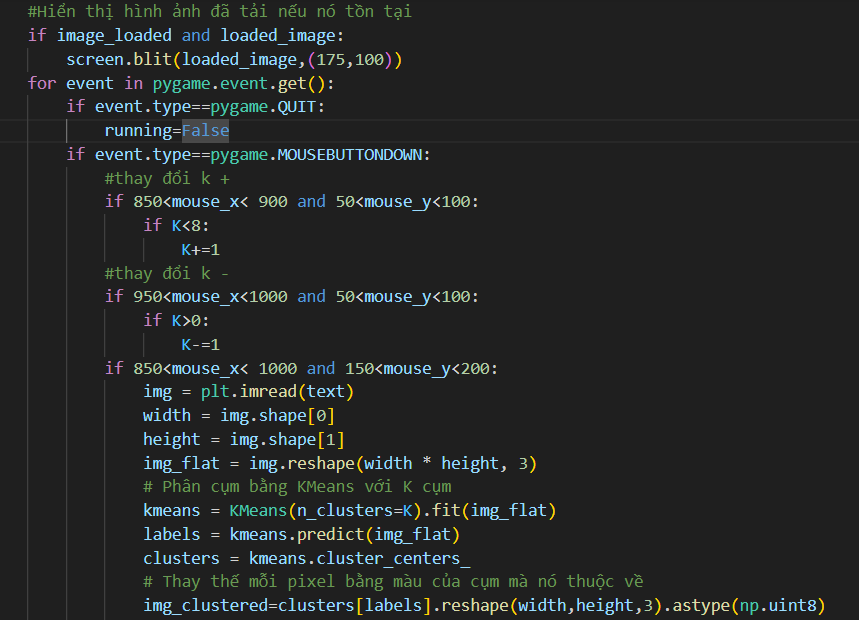 #Hiển thị hình ảnh đã tải nếu nó tồn tại
if image_loaded and loaded_image:
    screen.blit(loaded_image,(175,100))
for event in pygame.event.get():
    if event.type==pygame.QUIT:
        running=False
    if event.type==pygame.MOUSEBUTTONDOWN:
        #thay đổi k +
        if 850<mouse_x< 900 and 50<mouse_y<100:
            if K<8:
                K+=1
        #thay đổi k -
        if 950<mouse_x<1000 and 50<mouse_y<100:
            if K>0:
                K-=1
        if 850<mouse_x< 1000 and 150<mouse_y<200:
            img = plt.imread(text)
            width = img.shape[0]
            height = img.shape[1]
            img_flat = img.reshape(width * height, 3)
            # Phân cụm bằng KMeans với K cụm
            kmeans = KMeans(n_clusters=K).fit(img_flat)
            labels = kmeans.predict(img_flat)
            clusters = kmeans.cluster_centers_
            # Thay thế mỗi pixel bằng màu của cụm mà nó thuộc về
            img_clustered=clusters[labels].reshape(width,height,3).astype(np.uint8)